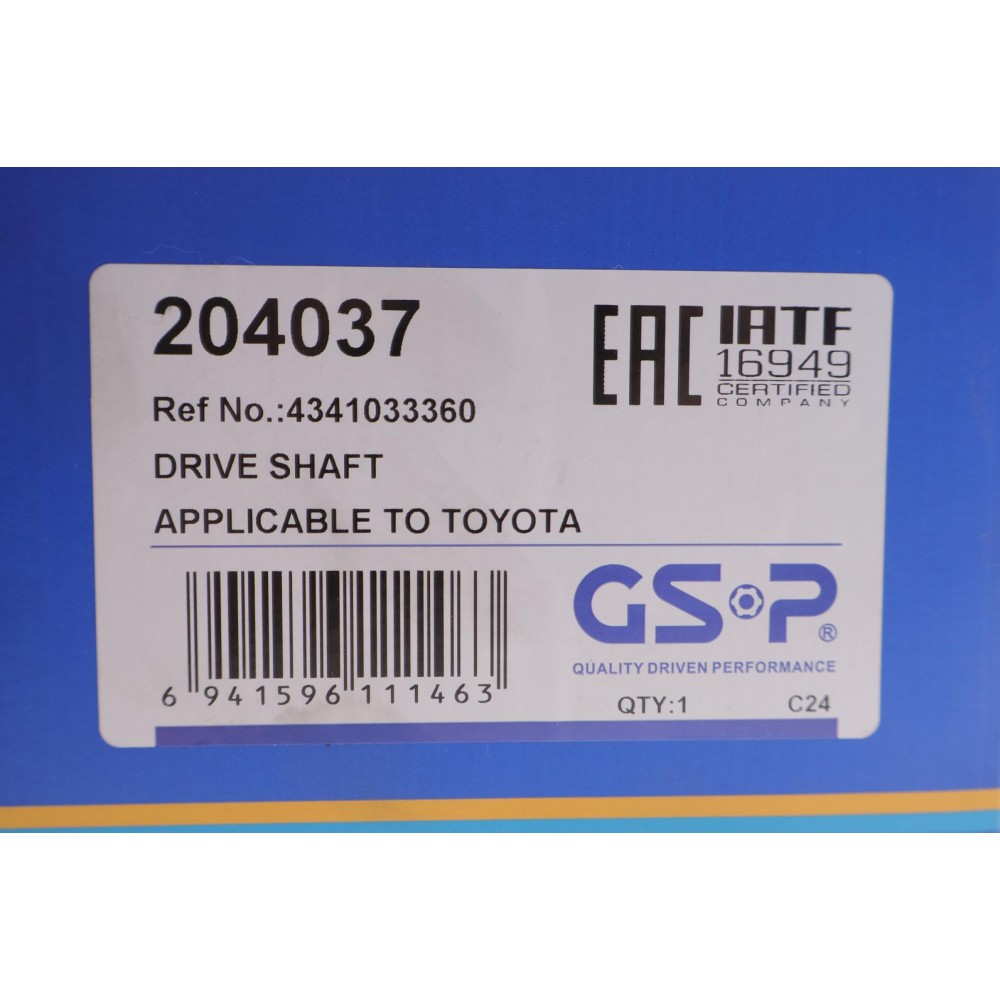 204037
Ref No.:4341033360
DRIVE SHAFT
APPLICABLE TO TOYOTA
EAC
IATF
16949
CERTIFIED
COMPANY
6 941596 111463
GS•P®
QUALITY DRIVEN PERFORMANCE
QTY:1 C24